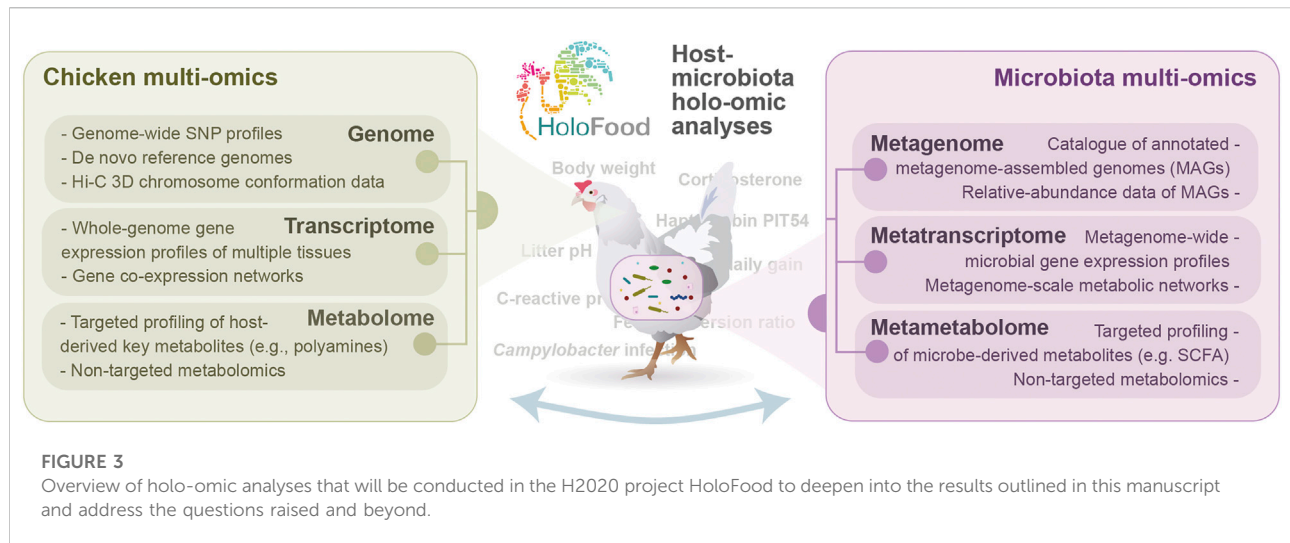 Chicken multi-omics
Genome
- Genome-wide SNP profiles
- De novo reference genomes
- Hi-C 3D chromosome conformation data
Transcriptome
- Whole-genome gene
expression profiles of multiple tissues
- Gene co-expression networks
Metabolome
- Targeted profiling of host-
derived key metabolites (e.g., polyamines)
- Non-targeted metabolomics
HoloFood
Host-
microbiota
holo-omic
analyses
Body weight
Litter pH
C-reactive
Campylobacter
PIT54
daily gain
ratio
Microbiota multi-omics
Metagenome
Catalogue of annotated -
metagenome-assembled genomes (MAGs)
Relative-abundance data of MAGs -
Metatranscriptome
Metagenome-wide -
microbial gene expression profiles
Metagenome-scale metabolic networks -
Metametabolome
Targeted profiling -
of microbe-derived metabolites (e.g. SCFA)
Non-targeted metabolomics -
FIGURE 3
Overview of holo-omic analyses that will be conducted in the H2020 project HoloFood to deepen into the results outlined in this manuscript
and address the questions raised and beyond.